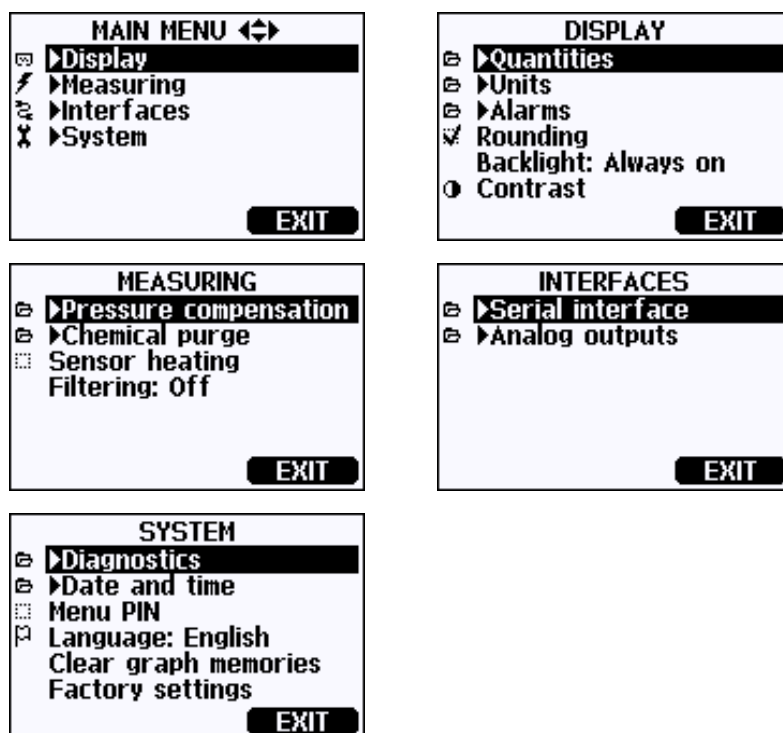 MAIN MENU
▶Display
▶Measuring
▶Interfaces
▶System
EXIT
DISPLAY
▶Quantities
▶Units
▶Alarms
Rounding
Backlight: Always on
Contrast
EXIT
MEASURING
▶Pressure compensation
▶Chemical purge
Sensor heating
Filtering: Off
EXIT
INTERFACES
▶Serial interface
▶Analog outputs
EXIT
SYSTEM
▶Diagnostics
▶Date and time
Menu PIN
Language: English
Clear graph memories
Factory settings
EXIT